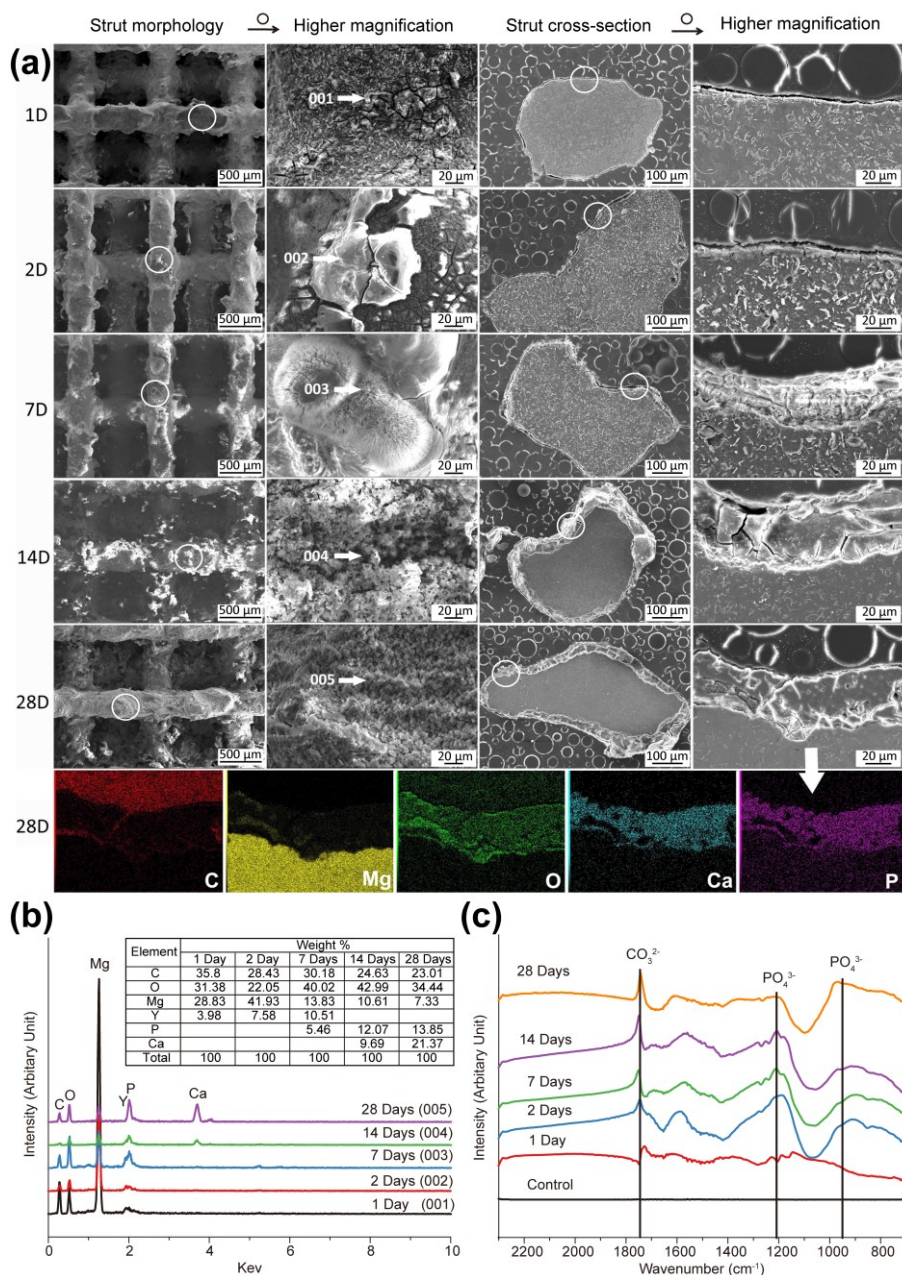 Strut morphology O → Higher magnification Strut cross-section O → Higher magnification
(a)
1D
001
500 µm 20 µm 100 µm 20 µm
2D
002
500 µm 20 µm 100 µm 20 µm
7D
003
500 µm 20 µm 100 µm 20 µm
14D
004
500 µm 20 µm 100 µm 20 µm
28D
005
500 µm 20 µm 100 µm 20 µm
28D
C Mg O Ca P
(b)
Intensity (Arbitary Unit)
Mg
C O
Y P
Ca
Element Weight %
1 Day 2 Day 7 Days 14 Days 28 Days
C 35.8 28.43 30.18 24.63 23.01
O 31.38 22.05 40.02 42.99 34.44
Mg 28.83 41.93 13.83 10.61 7.33
Y 3.98 7.58 10.51
P 5.46 12.07 13.85
Ca 9.69 21.37
Total 100 100 100 100 100
28 Days (005)
14 Days (004)
7 Days (003)
2 Days (002)
1 Day (001)
0 2 4 6 8 10
Kev
(c)
Intensity (Arbitary Unit)
CO₃²⁻ PO₄³⁻ PO₄³⁻
28 Days
14 Days
7 Days
2 Days
1 Day
Control
2200 2000 1800 1600 1400 1200 1000 800
Wavenumber (cm⁻¹)